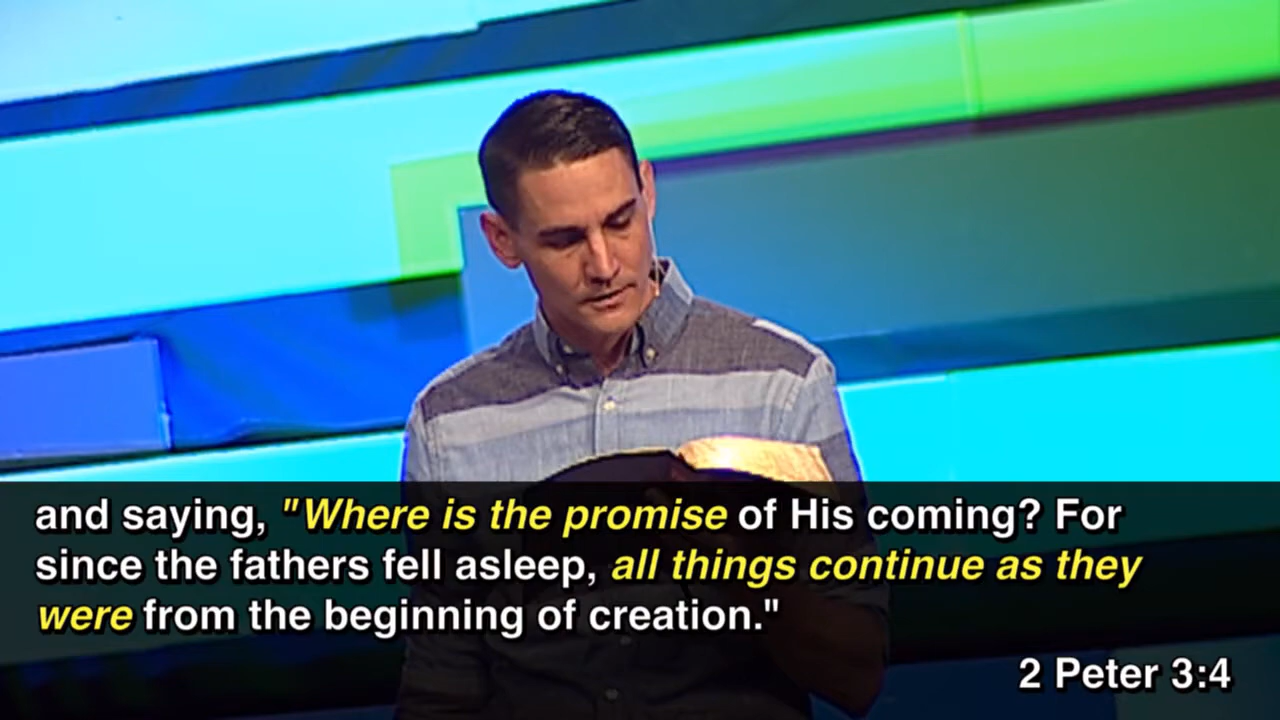 and saying, "Where is the promise of His coming? For
since the fathers fell asleep, all things continue as they
were from the beginning of creation."
2 Peter 3:4